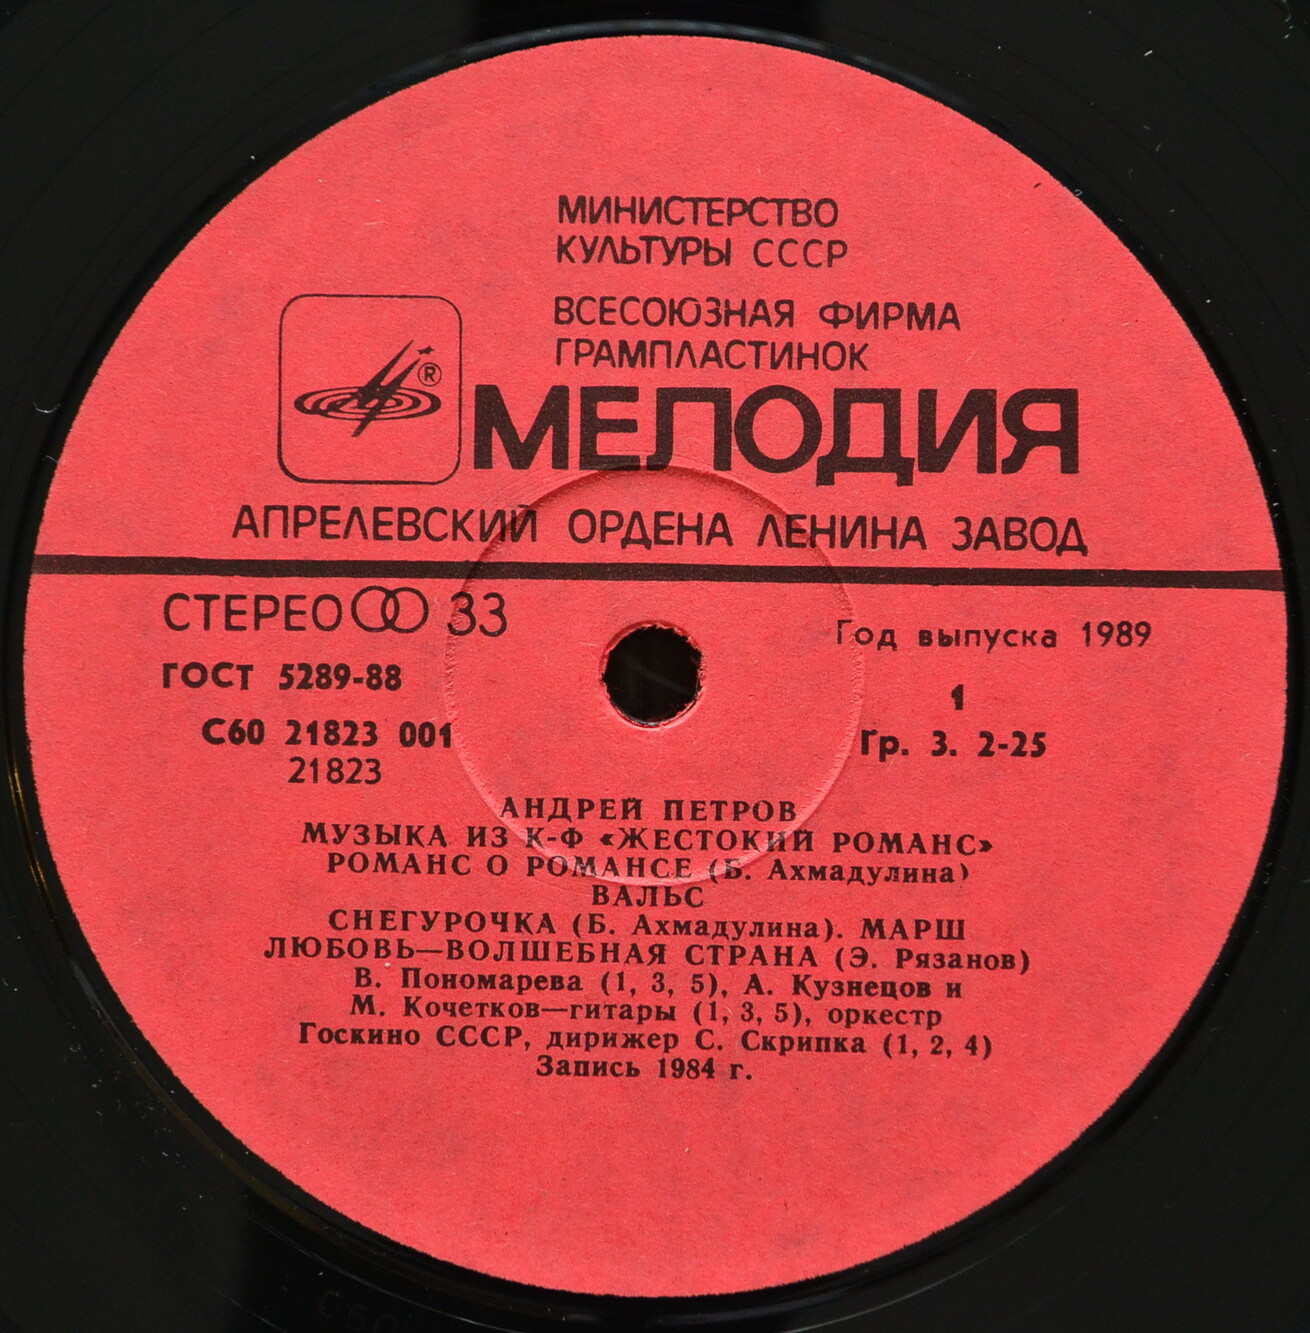 МИНИСТЕРСТВО
КУЛЬТУРЫ СССР
ВСЕСОЮЗНАЯ ФИРМА
ГРАМПЛАСТИНОК
®
МЕЛОДИЯ
АПРЕЛЕВСКИЙ ОРДЕНА ЛЕНИНА ЗАВОД
СТЕРЕО 33
Год выпуска 1989
ГОСТ 5289-88
1
С60 21823 001
Гр. 3. 2-25
21823
АНДРЕЙ ПЕТРОВ
МУЗЫКА ИЗ К-Ф «ЖЕСТОКИЙ РОМАНС»
РОМАНС О РОМАНСЕ (Б. Ахмадулина)
ВАЛЬС
СНЕГУРОЧКА (Б. Ахмадулина). МАРШ
ЛЮБОВЬ—ВОЛШЕБНАЯ СТРАНА (Э. Рязанов)
В. Пономарева (1, 3, 5), А. Кузнецов и
М. Кочетков—гитары (1, 3, 5), оркестр
Госкино СССР, дирижер С. Скрипка (1, 2, 4)
Запись 1984 г.